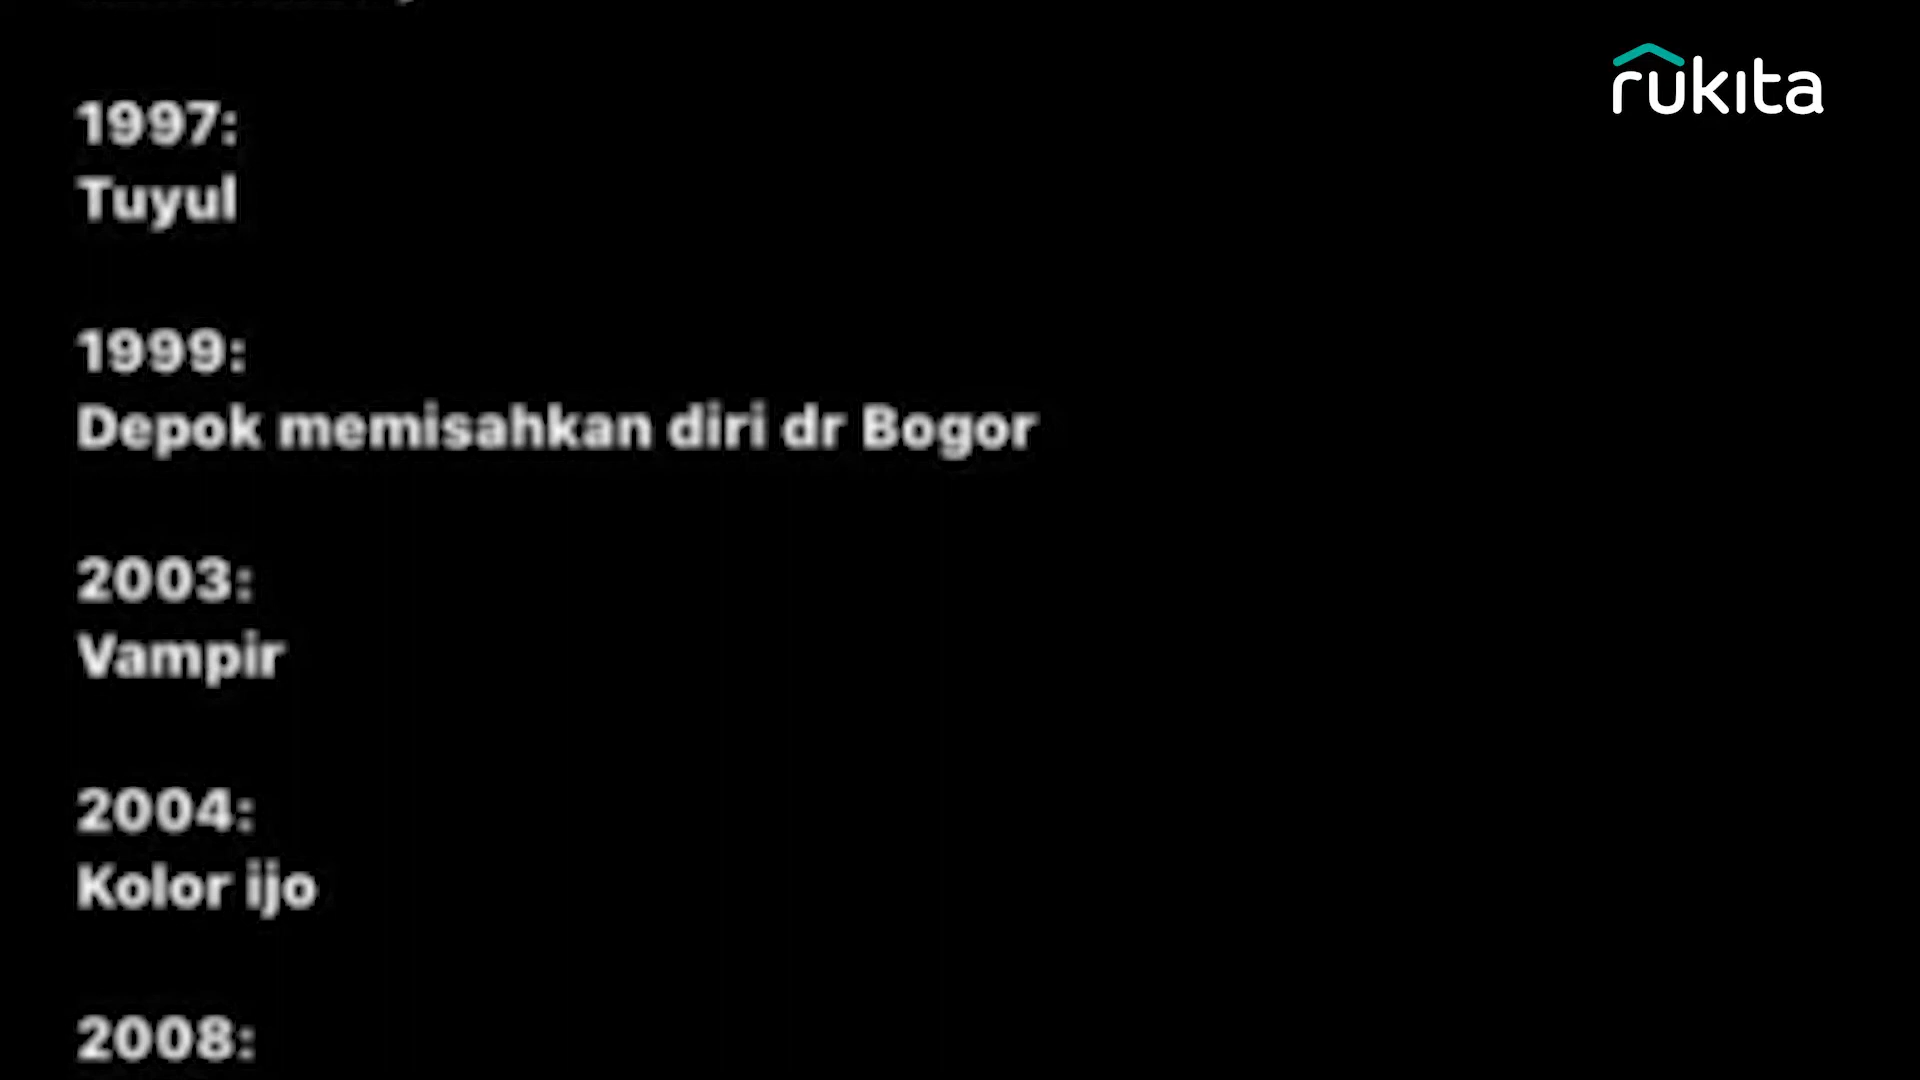 rukita
1997:
Tuyul
1999:
Depok memisahkan diri dr Bogor
2003:
Vampir
2004:
Kolor ijo
2008: